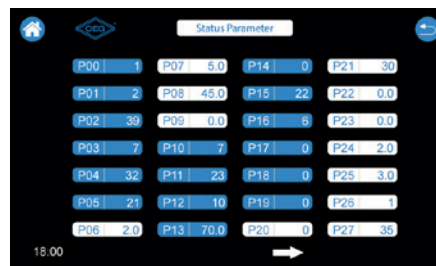 CEG Status Parameter
P00 1 P07 5.0 P14 0 P21 30
P01 2 P08 45.0 P15 22 P22 0.0
P02 39 P09 0.0 P16 6 P23 0.0
P03 7 P10 7 P17 0 P24 2.0
P04 32 P11 23 P18 0 P25 3.0
P05 21 P12 10 P19 0 P26 1
P06 2.0 P13 70.0 P20 0 P27 35
18:00